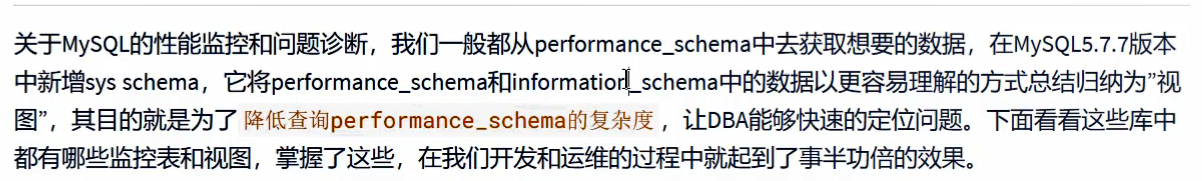 关于MySQL的性能监控和问题诊断，我们一般都从performance_schema中去获取想要的数据，在MySQL5.7.7版本
中新增sys schema，它将performance_schema和information_schema中的数据以更容易理解的方式总结归纳为”视
图”，其目的就是为了降低查询performance_schema的复杂度，让DBA能够快速的定位问题。下面看看这些库中
都有哪些监控表和视图，掌握了这些，在我们开发和运维的过程中就起到了事半功倍的效果。